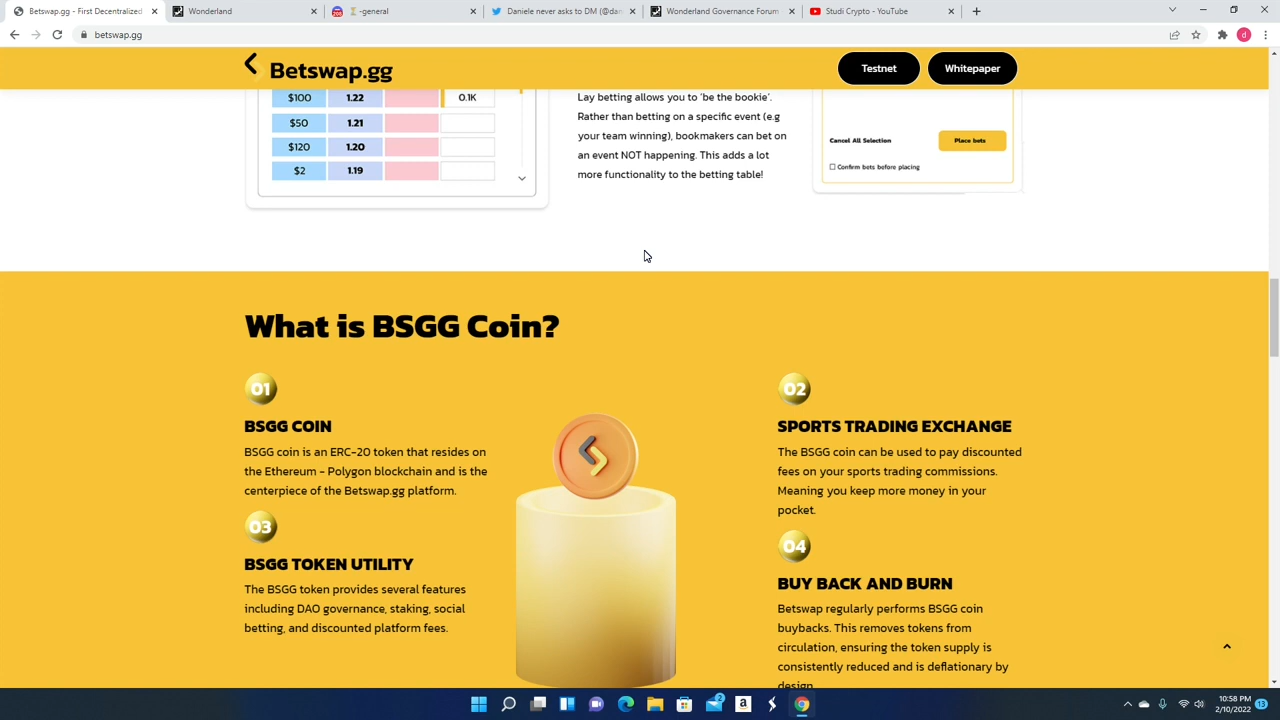 Betswap.gg - First Decentralized
Wonderland
-general
Daniele never asks to DM (@dan
Wonderland Governance Forum
Studi Crypto - YouTube
betswap.gg
d
Betswap.gg
Testnet
Whitepaper
$100 1.22 0.1K
$50 1.21
$120 1.20
$2 1.19
Lay betting allows you to 'be the bookie'.
Rather than betting on a specific event (e.g
your team winning), bookmakers can bet on
an event NOT happening. This adds a lot
more functionality to the betting table!
Cancel All Selection
Place bets
Confirm bets before placing
What is BSGG Coin?
01
BSGG COIN
BSGG coin is an ERC-20 token that resides on
the Ethereum - Polygon blockchain and is the
centerpiece of the Betswap.gg platform.
02
SPORTS TRADING EXCHANGE
The BSGG coin can be used to pay discounted
fees on your sports trading commissions.
Meaning you keep more money in your
pocket.
03
BSGG TOKEN UTILITY
The BSGG token provides several features
including DAO governance, staking, social
betting, and discounted platform fees.
04
BUY BACK AND BURN
Betswap regularly performs BSGG coin
buybacks. This removes tokens from
circulation, ensuring the token supply is
consistently reduced and is deflationary by
design
10:58 PM
2/10/2022